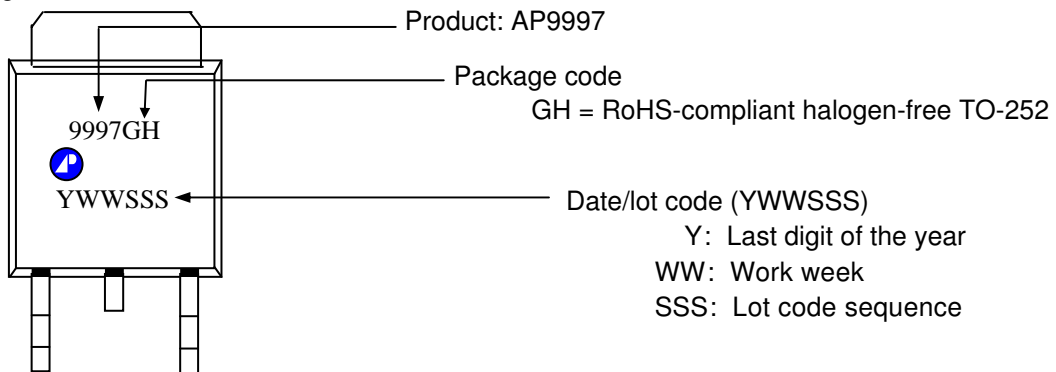 Product: AP9997
Package code
GH = RoHS-compliant halogen-free TO-252
9997GH
YWWSSS
Date/lot code (YWWSSS)
Y: Last digit of the year
WW: Work week
SSS: Lot code sequence